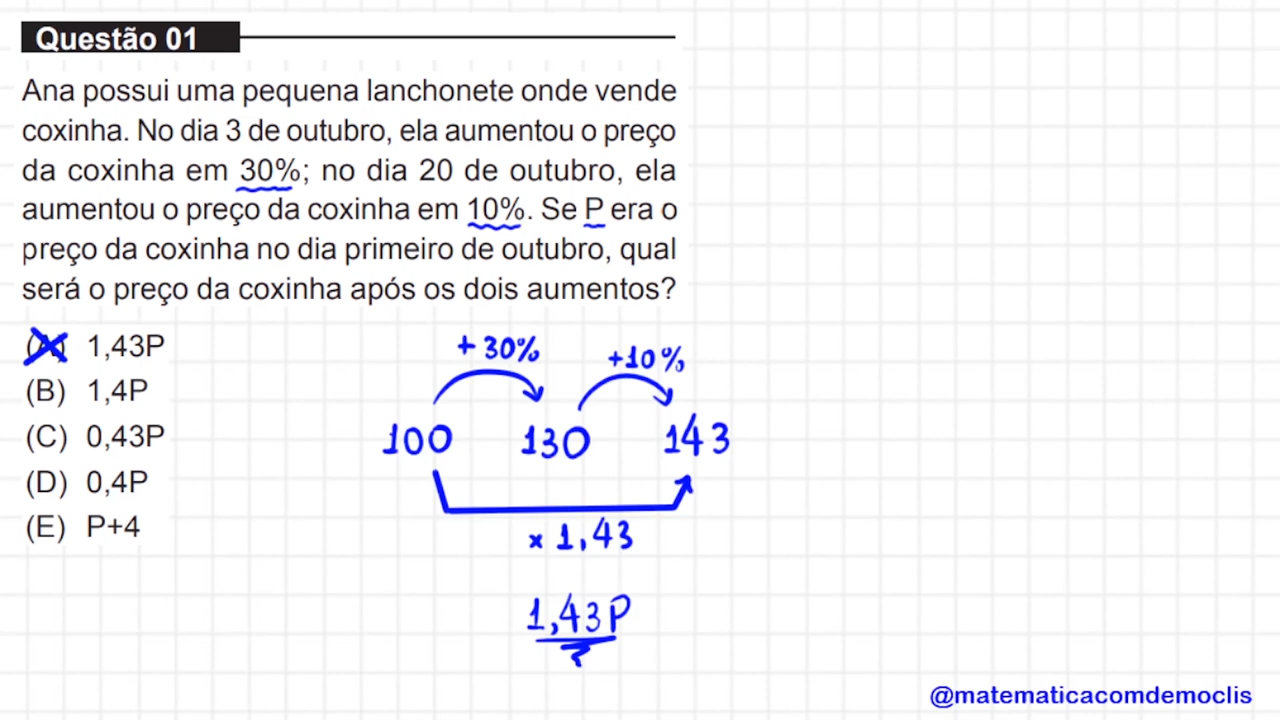 Questão 01
Ana possui uma pequena lanchonete onde vende
coxinha. No dia 3 de outubro, ela aumentou o preço
da coxinha em 30%; no dia 20 de outubro, ela
aumentou o preço da coxinha em 10%. Se P era o
preço da coxinha no dia primeiro de outubro, qual
será o preço da coxinha após os dois aumentos?
(A) 1,43P
(B) 1,4P
(C) 0,43P
(D) 0,4P
(E) P+4
+30% +10%
100 130 143
x 1,43
1,43P
@matematicacomdemoclis